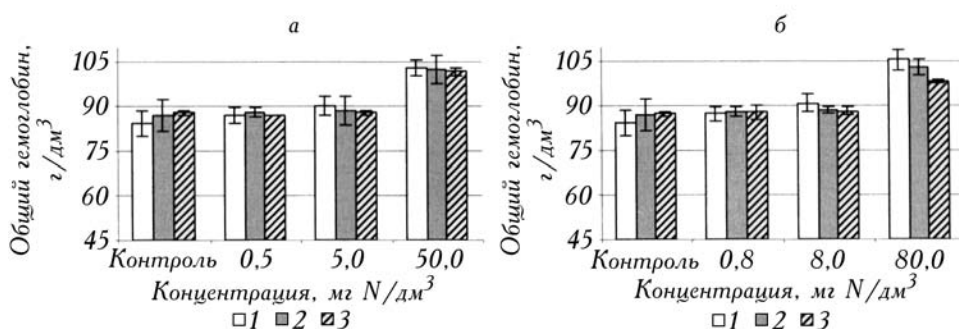 а
Общий гемоглобин,
г/дм³
105
90
75
60
45
Контроль 0,5 5,0 50,0
Концентрация, мг N/дм³
1 2 3
б
Общий гемоглобин,
г/дм³
105
90
75
60
45
Контроль 0,8 8,0 80,0
Концентрация, мг N/дм³
1 2 3